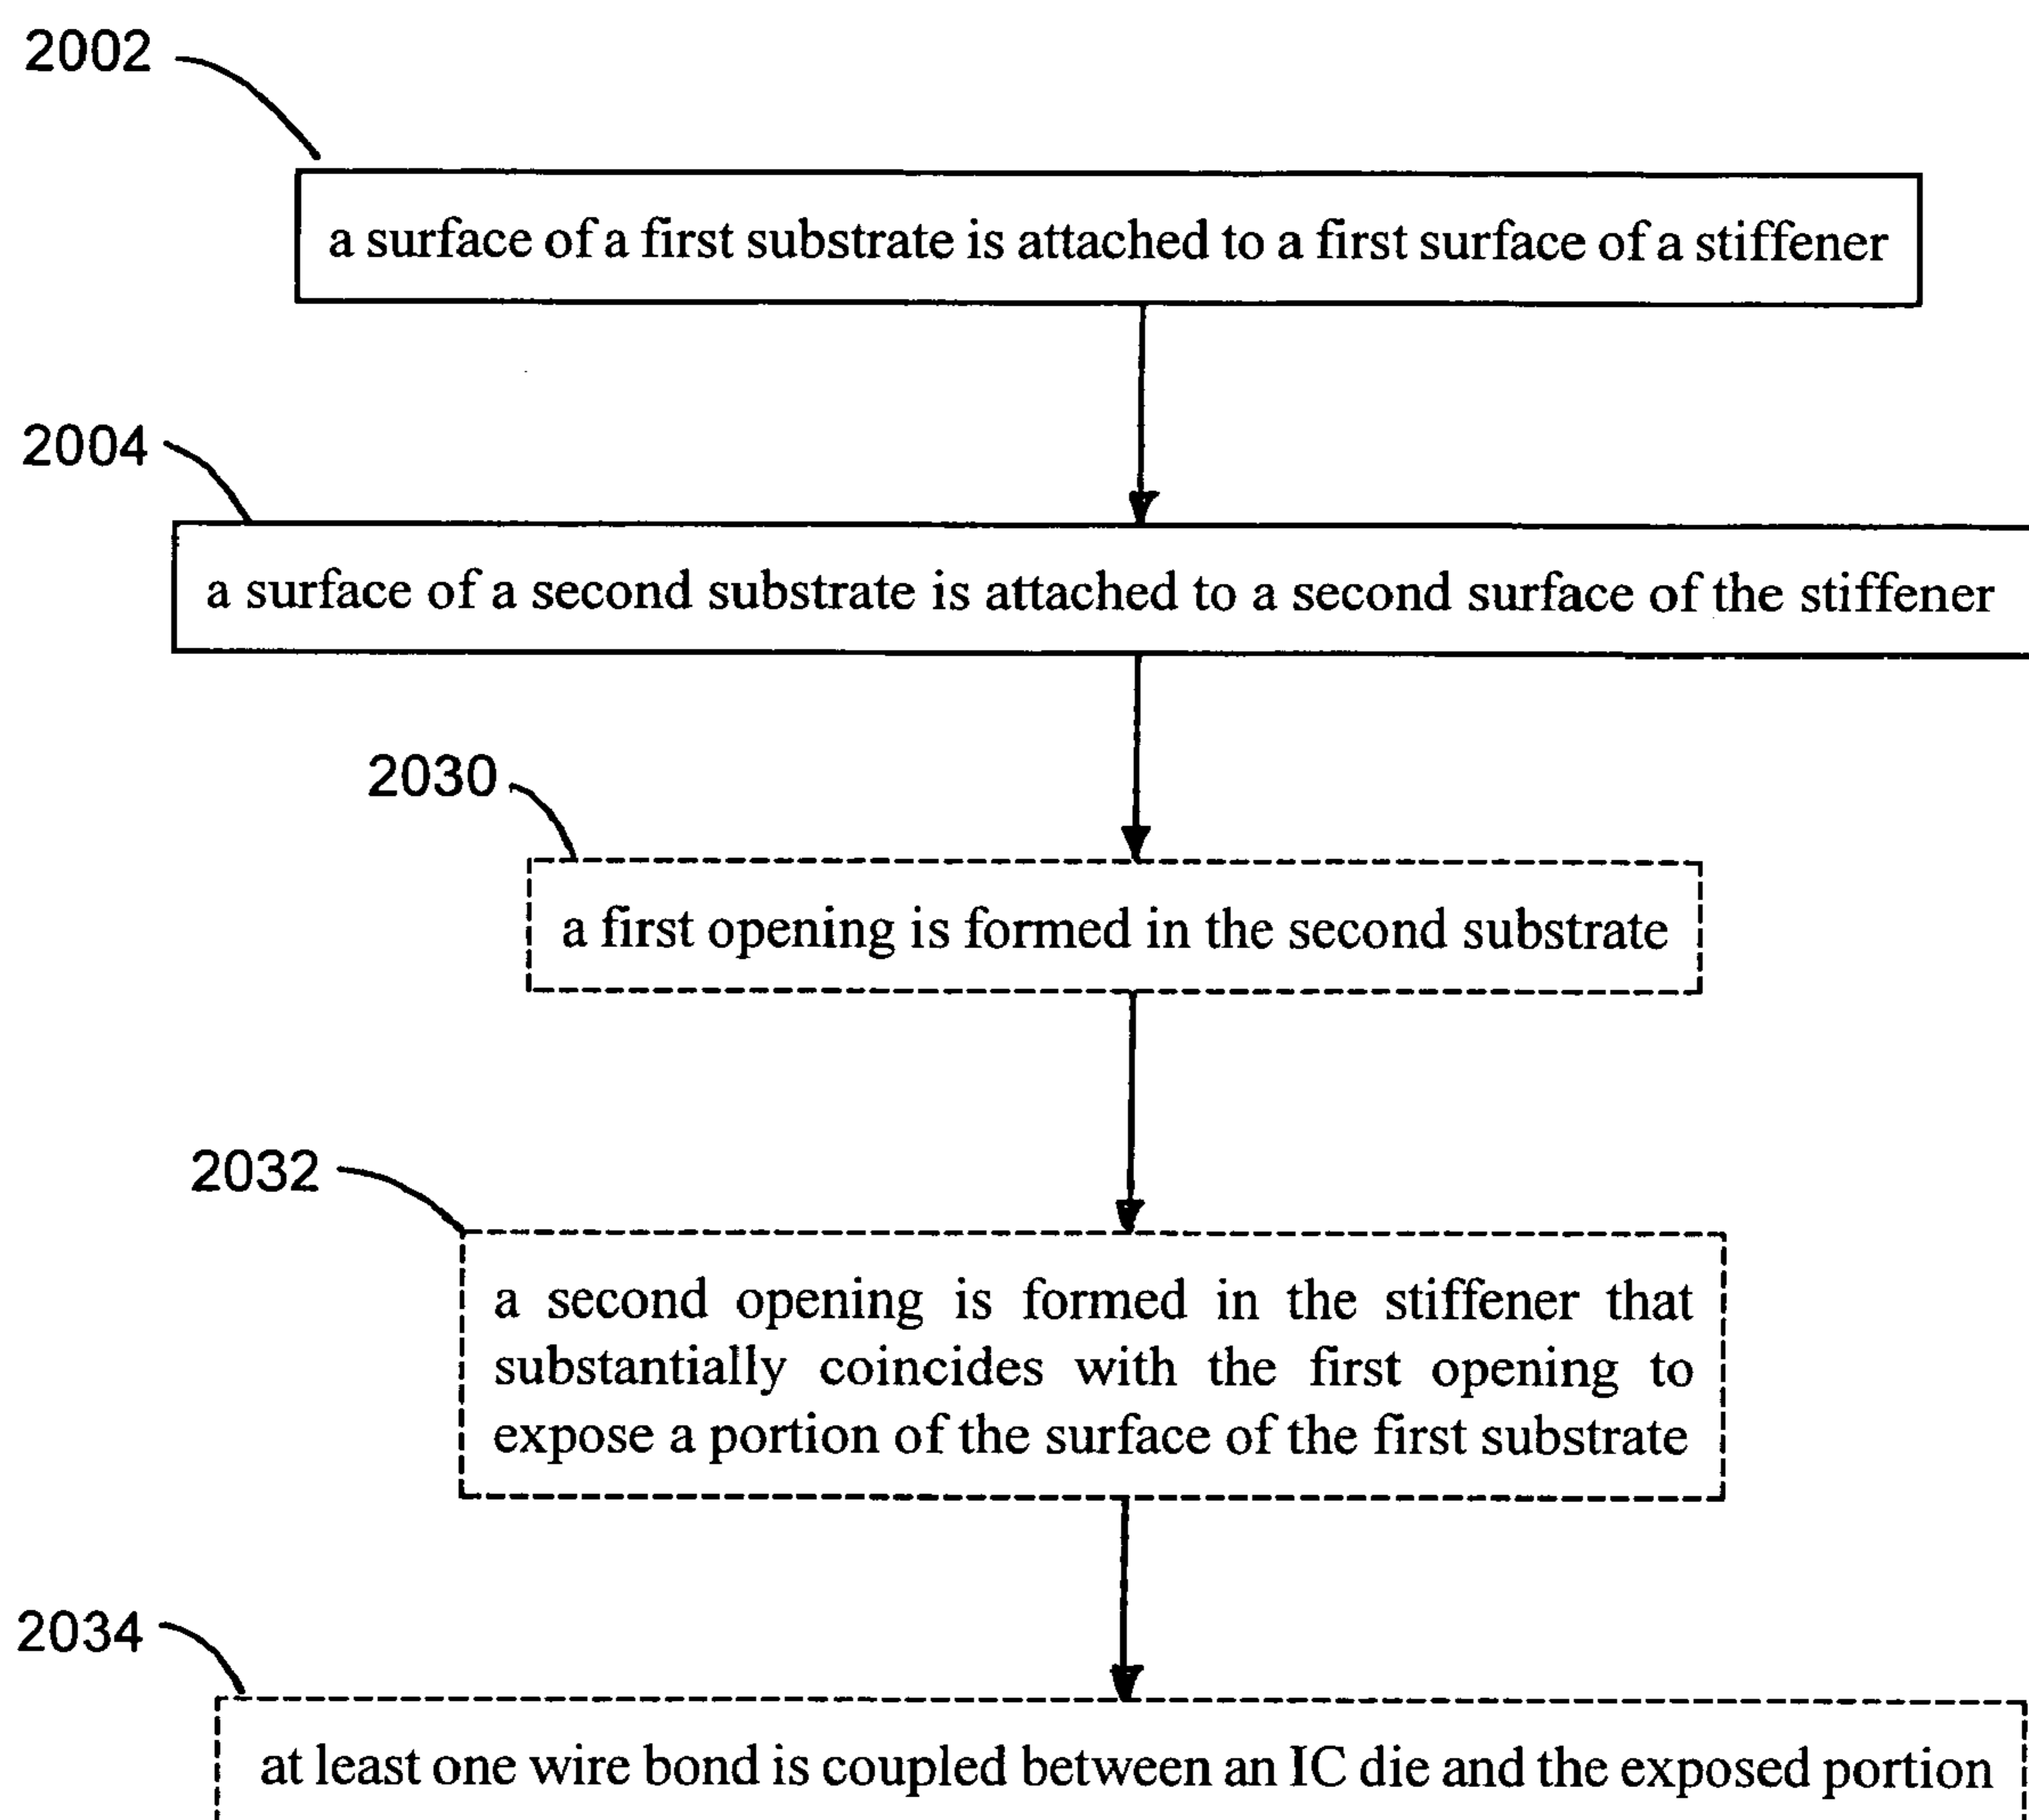 2002
a surface of a first substrate is attached to a first surface of a stiffener
2004
a surface of a second substrate is attached to a second surface of the stiffener
2030
a first opening is formed in the second substrate
2032
a second opening is formed in the stiffener that
substantially coincides with the first opening to
expose a portion of the surface of the first substrate
2034
at least one wire bond is coupled between an IC die and the exposed portion